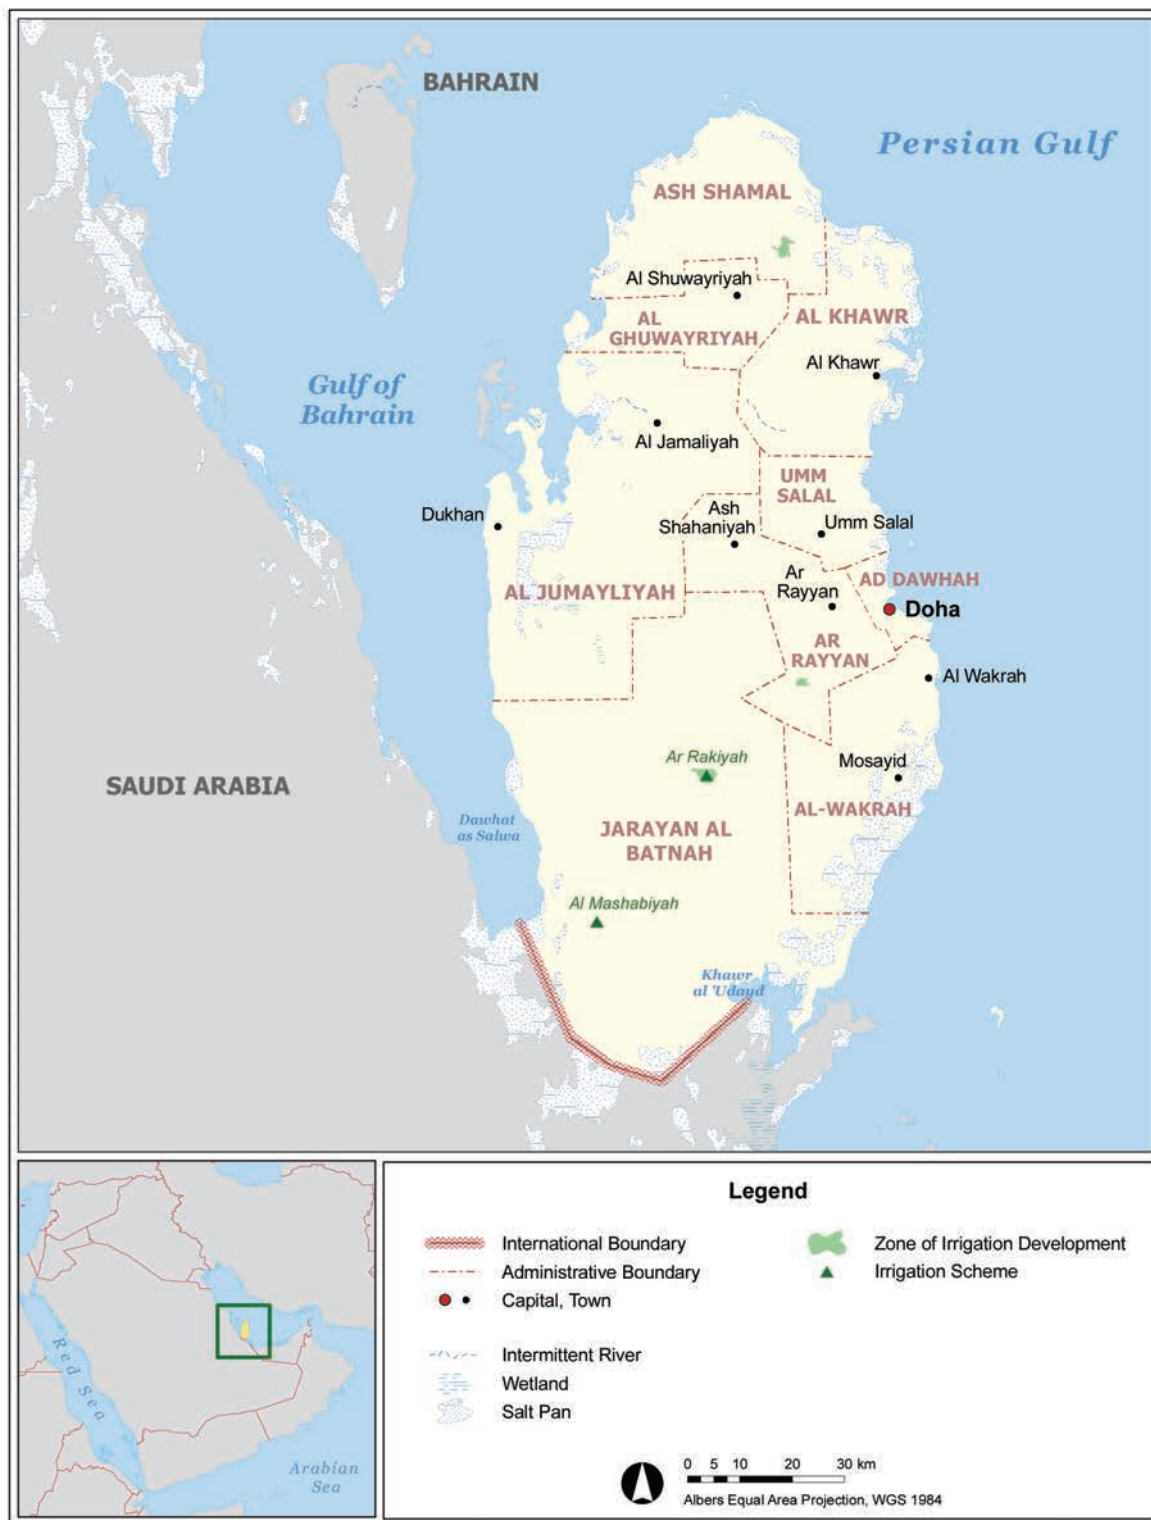 BAHRAIN
Persian Gulf
ASH SHAMAL
Al Shuwayriyah
AL
GHUWAYRIYAH
AL KHAWR
Al Khawr
Gulf of
Bahrain
Al Jamaliyah
UMM
SALAL
Dukhan
Ash
Shahaniyah
Umm Salal
AL JUMAYLIYAH
Ar
Rayyan
AD DAWHAH
Doha
AR
RAYYAN
Al Wakrah
SAUDI ARABIA
Ar Rakiyah
Mosayid
AL-WAKRAH
Dawhat
as Salwa
JARAYAN AL
BATNAH
Al Mashabiyah
Khawr
al 'Udayd
Red Sea
Arabian
Sea
Legend
International Boundary
Administrative Boundary
Capital, Town
Intermittent River
Wetland
Salt Pan
Zone of Irrigation Development
Irrigation Scheme
0 5 10 20 30 km
Albers Equal Area Projection, WGS 1984